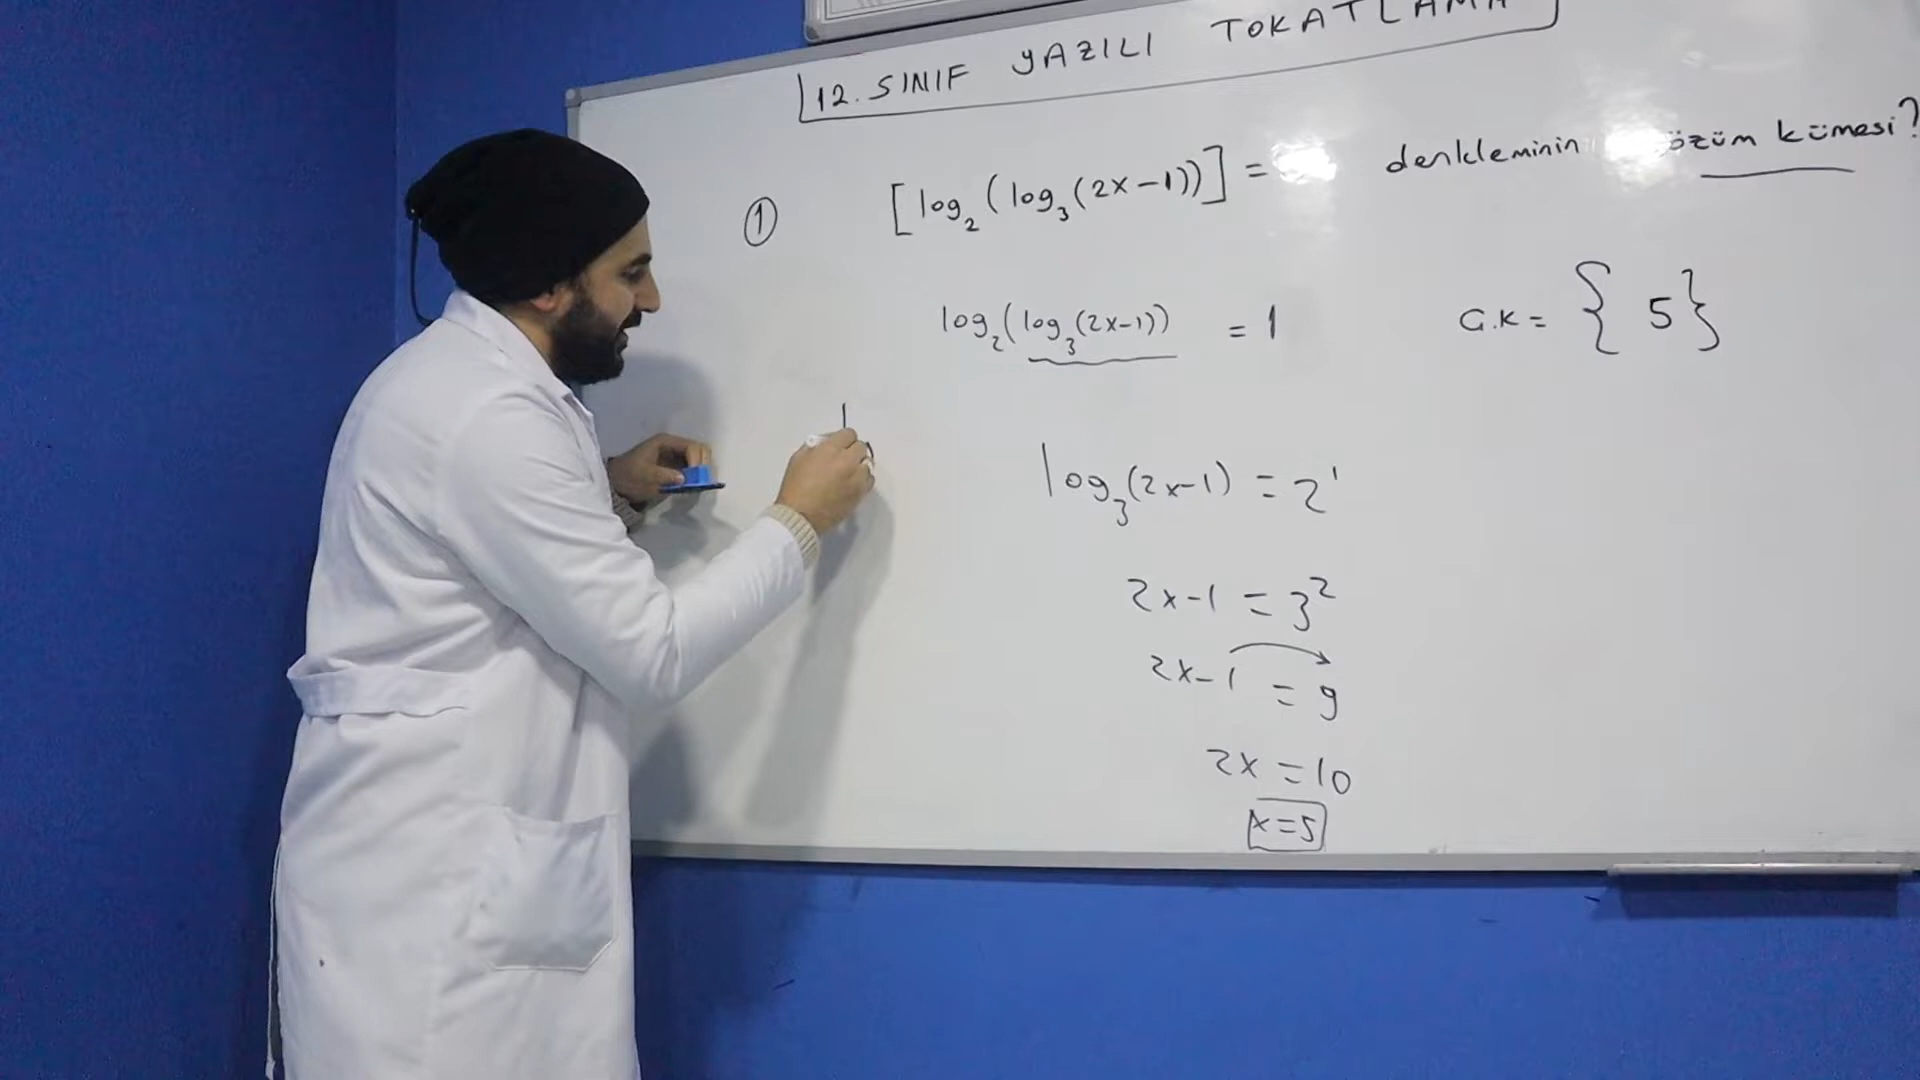 12. SINIF YAZILI TOKATLAMA
① [log₂(log₃(2x-1))] = denkleminin kümesi?
log₂(log₃(2x-1)) = 1
Ç.K = {5}
log₃(2x-1) = 2¹
2x-1 = 3²
2x-1 = 9
2x = 10
x=5